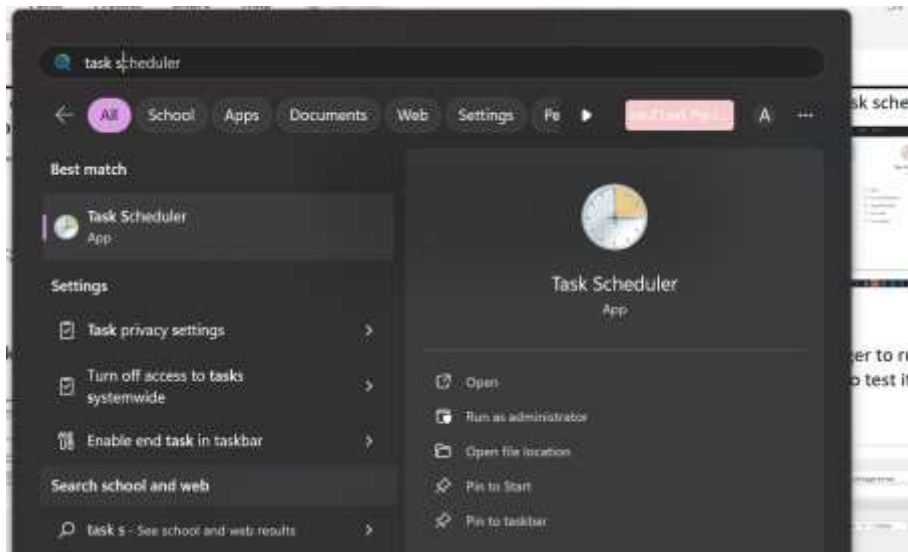 task scheduler
All School Apps Documents Web Settings Pe A ...
Best match
Task Scheduler
App
Settings
Task privacy settings
Turn off access to tasks
systemwide
Enable end task in taskbar
Search school and web
task s - See school and web results
Task Scheduler
App
Open
Run as administrator
Open file location
Pin to Start
Pin to taskbar
sk sche
er to ru
o test it